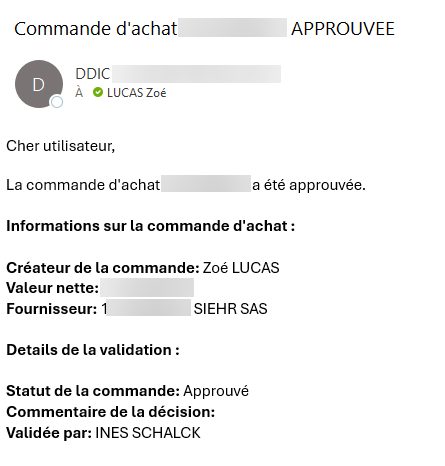 Commande d'achat APPROUVEE
D
DDIC
À LUCAS Zoé
Cher utilisateur,
La commande d'achat a été approuvée.
Informations sur la commande d'achat :
Créateur de la commande: Zoé LUCAS
Valeur nette:
Fournisseur: 1 SIEHR SAS
Details de la validation :
Statut de la commande: Approuvé
Commentaire de la décision:
Validée par: INES SCHALCK